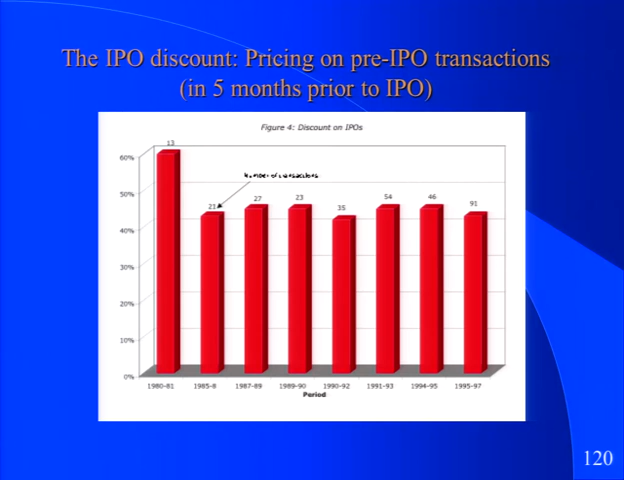 The IPO discount: Pricing on pre-IPO transactions
(in 5 months prior to IPO)
Figure 4: Discount on IPOs
13
60%
Number of transactions
50%
21
27
23
35
54
46
91
40%
30%
20%
10%
0%
1980-81 1985-8 1987-89 1989-90 1990-92 1991-93 1994-95 1995-97
Period
120